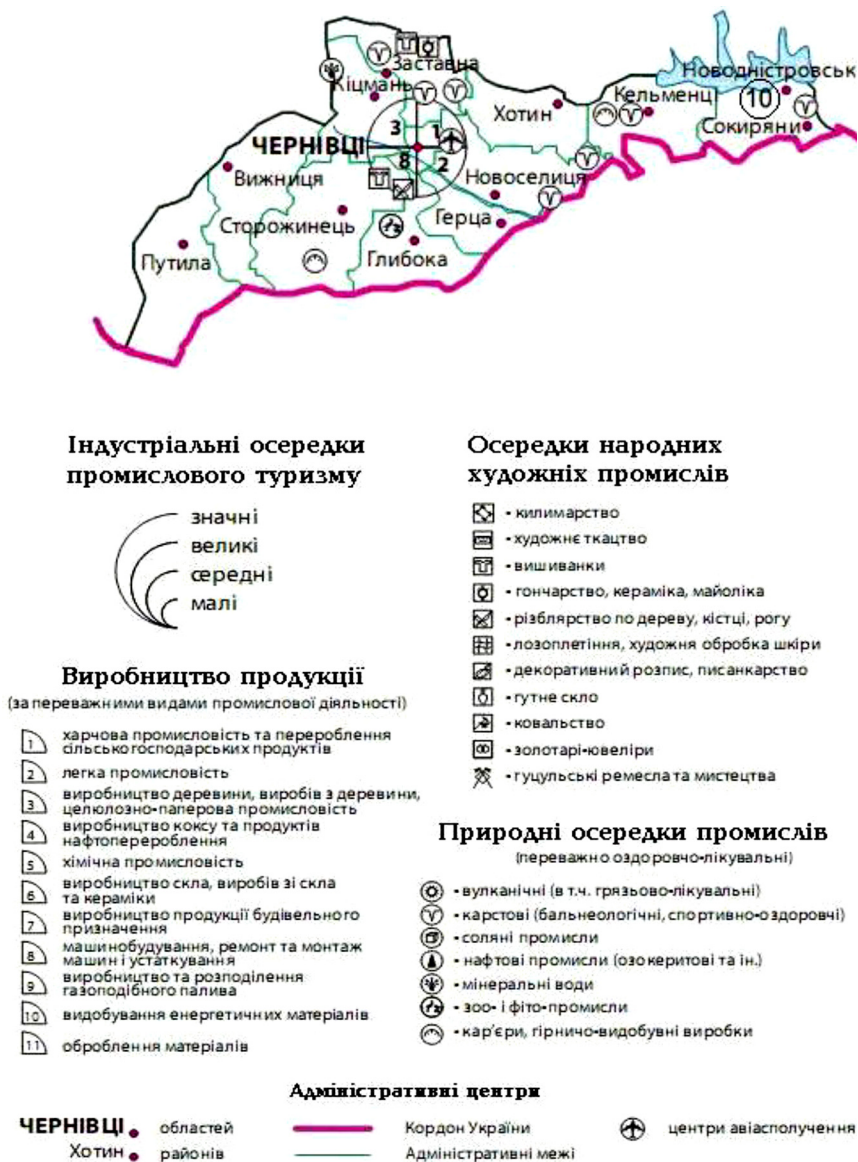 Заставна
Кіцмань
Хотин
Кельменці
Новодністровськ
10
Сокиряни
3
1
ЧЕРНІВЦІ
8
2
Вижниця
Новоселиця
Сторожинець
Герца
Путила
Глибока
Індустріальні осередки
промислового туризму
значні
великі
середні
малі
Виробництво продукції
(за переважними видами промислової діяльності)
1 харчова промисловість та перероблення
сільського господарських продуктів
2 легка промисловість
3 виробництво деревини, виробів з деревини,
целюлозно-паперова промисловість
4 виробництво коксу та продуктів
нафтоперероблення
5 хімічна промисловість
6 виробництво скла, виробів зі скла
та кераміки
7 виробництво продукції будівельного
призначення
8 машинобудування, ремонт та монтаж
машин і устаткування
9 виробництво та розподілення
газоподібного палива
10 видобування енергетичних матеріалів
11 оброблення матеріалів
Осередки народних
художніх промислів
- килимарство
- художнє ткацтво
- вишиванки
- гончарство, кераміка, майоліка
- різблярство по дереву, кістці, рогу
- лозоплетіння, художня обробка шкіри
- декоративний розпис, писанкарство
- гутне скло
- ковальство
- золотарі-ювеліри
- гуцульські ремесла та мистецтва
Природні осередки промислів
(переважно оздоровчо-лікувальні)
- вулканічні (в т.ч. грязьово-лікувальні)
- карстові (бальнеологічні, спортивно-оздоровчі)
- соляні промисли
- нафтові промисли (озокеритові та ін.)
- мінеральні води
- зоо- і фіто-промисли
- кар'єри, гірничо-видобувні виробки
Адміністративні центри
ЧЕРНІВЦІ областей
Хотин районів
Кордон України
Адміністративні межі
центри авіасполучення